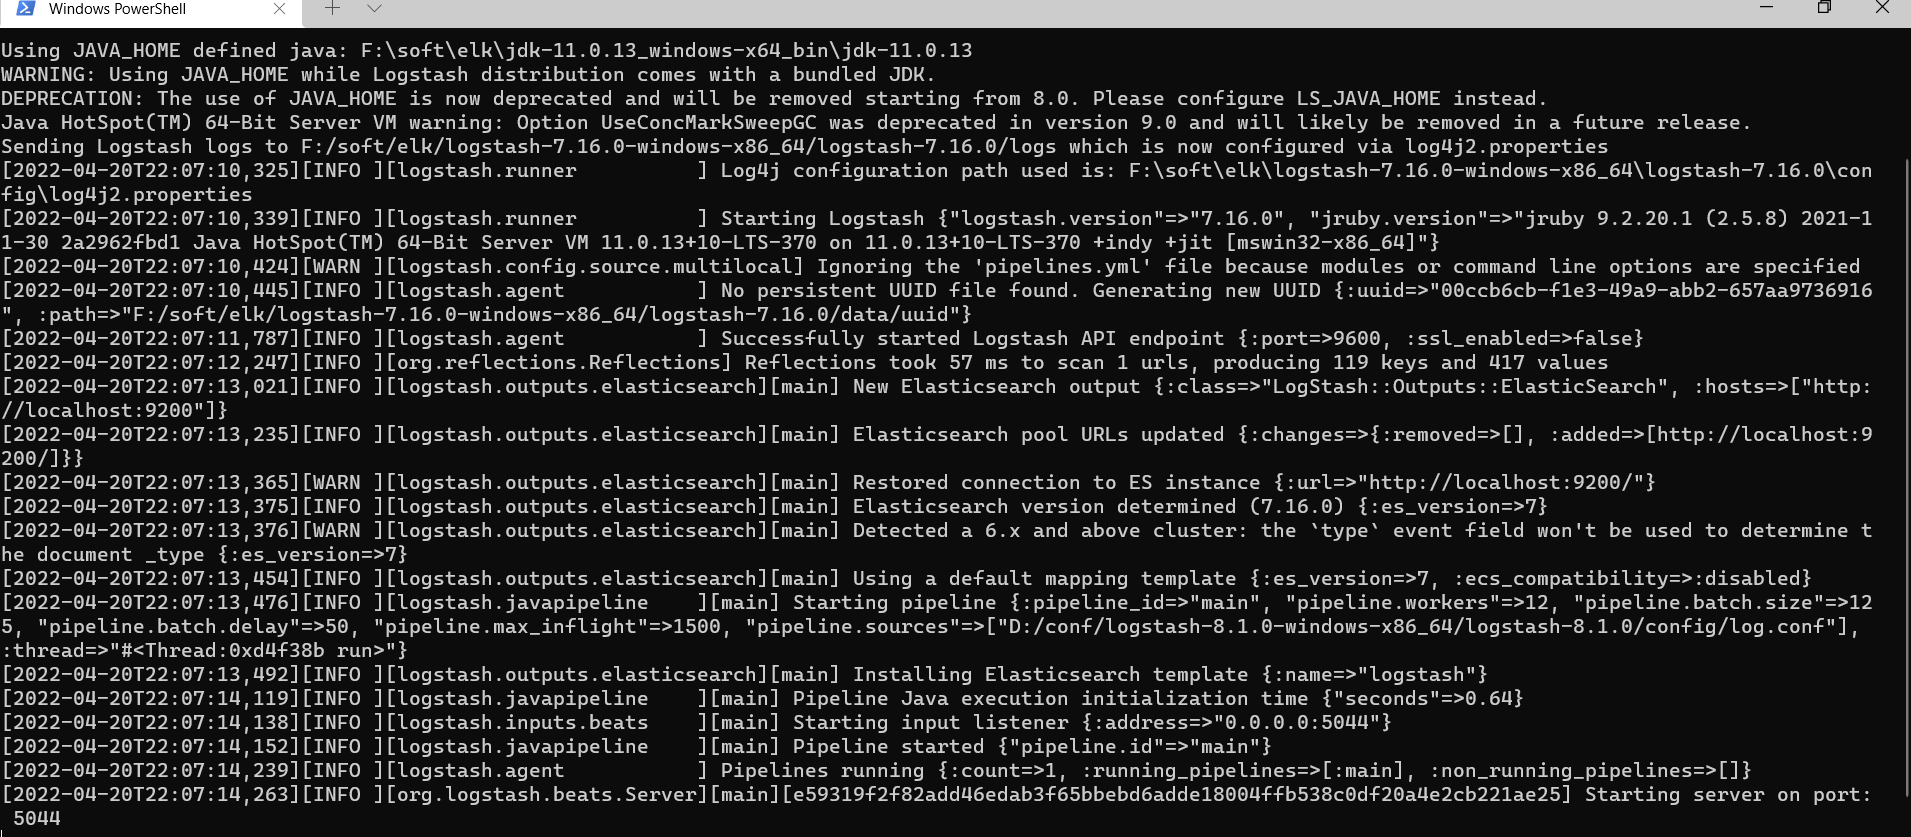 Windows PowerShell
Using JAVA_HOME defined java: F:\soft\elk\jdk-11.0.13_windows-x64_bin\jdk-11.0.13
WARNING: Using JAVA_HOME while Logstash distribution comes with a bundled JDK.
DEPRECATION: The use of JAVA_HOME is now deprecated and will be removed starting from 8.0. Please configure LS_JAVA_HOME instead.
Java HotSpot(TM) 64-Bit Server VM warning: Option UseConcMarkSweepGC was deprecated in version 9.0 and will likely be removed in a future release.
Sending Logstash logs to F:/soft/elk/logstash-7.16.0-windows-x86_64/logstash-7.16.0/logs which is now configured via log4j2.properties
[2022-04-20T22:07:10,325][INFO ][logstash.runner          ] Log4j configuration path used is: F:\soft\elk\logstash-7.16.0-windows-x86_64\logstash-7.16.0\con
fig\log4j2.properties
[2022-04-20T22:07:10,339][INFO ][logstash.runner          ] Starting Logstash {"logstash.version"=>"7.16.0", "jruby.version"=>"jruby 9.2.20.1 (2.5.8) 2021-1
1-30 2a2962fbd1 Java HotSpot(TM) 64-Bit Server VM 11.0.13+10-LTS-370 on 11.0.13+10-LTS-370 +indy +jit [mswin32-x86_64]"}
[2022-04-20T22:07:10,424][WARN ][logstash.config.source.multilocal] Ignoring the 'pipelines.yml' file because modules or command line options are specified
[2022-04-20T22:07:10,445][INFO ][logstash.agent           ] No persistent UUID file found. Generating new UUID {:uuid=>"00ccb6cb-f1e3-49a9-abb2-657aa9736916
", :path=>"F:/soft/elk/logstash-7.16.0-windows-x86_64/logstash-7.16.0/data/uuid"}
[2022-04-20T22:07:11,787][INFO ][logstash.agent           ] Successfully started Logstash API endpoint {:port=>9600, :ssl_enabled=>false}
[2022-04-20T22:07:12,247][INFO ][org.reflections.Reflections] Reflections took 57 ms to scan 1 urls, producing 119 keys and 417 values
[2022-04-20T22:07:13,021][INFO ][logstash.outputs.elasticsearch][main] New Elasticsearch output {:class=>"LogStash::Outputs::ElasticSearch", :hosts=>["http:
//localhost:9200"]}
[2022-04-20T22:07:13,235][INFO ][logstash.outputs.elasticsearch][main] Elasticsearch pool URLs updated {:changes=>{:removed=>[], :added=>[http://localhost:9
200/]}}
[2022-04-20T22:07:13,365][WARN ][logstash.outputs.elasticsearch][main] Restored connection to ES instance {:url=>"http://localhost:9200/"}
[2022-04-20T22:07:13,375][INFO ][logstash.outputs.elasticsearch][main] Elasticsearch version determined (7.16.0) {:es_version=>7}
[2022-04-20T22:07:13,376][WARN ][logstash.outputs.elasticsearch][main] Detected a 6.x and above cluster: the `type` event field won't be used to determine t
he document _type {:es_version=>7}
[2022-04-20T22:07:13,454][INFO ][logstash.outputs.elasticsearch][main] Using a default mapping template {:es_version=>7, :ecs_compatibility=>:disabled}
[2022-04-20T22:07:13,476][INFO ][logstash.javapipeline    ][main] Starting pipeline {:pipeline_id=>"main", "pipeline.workers"=>12, "pipeline.batch.size"=>12
5, "pipeline.batch.delay"=>50, "pipeline.max_inflight"=>1500, "pipeline.sources"=>["D:/conf/logstash-8.1.0-windows-x86_64/logstash-8.1.0/config/log.conf"],
:thread=>"#<Thread:0xd4f38b run>"}
[2022-04-20T22:07:13,492][INFO ][logstash.outputs.elasticsearch][main] Installing Elasticsearch template {:name=>"logstash"}
[2022-04-20T22:07:14,119][INFO ][logstash.javapipeline    ][main] Pipeline Java execution initialization time {"seconds"=>0.64}
[2022-04-20T22:07:14,138][INFO ][logstash.inputs.beats    ][main] Starting input listener {:address=>"0.0.0.0:5044"}
[2022-04-20T22:07:14,152][INFO ][logstash.javapipeline    ][main] Pipeline started {"pipeline.id"=>"main"}
[2022-04-20T22:07:14,239][INFO ][logstash.agent           ] Pipelines running {:count=>1, :running_pipelines=>[:main], :non_running_pipelines=>[]}
[2022-04-20T22:07:14,263][INFO ][org.logstash.beats.Server][main][e59319f2f82add46edab3f65bbebd6adde18004ffb538c0df20a4e2cb221ae25] Starting server on port:
 5044